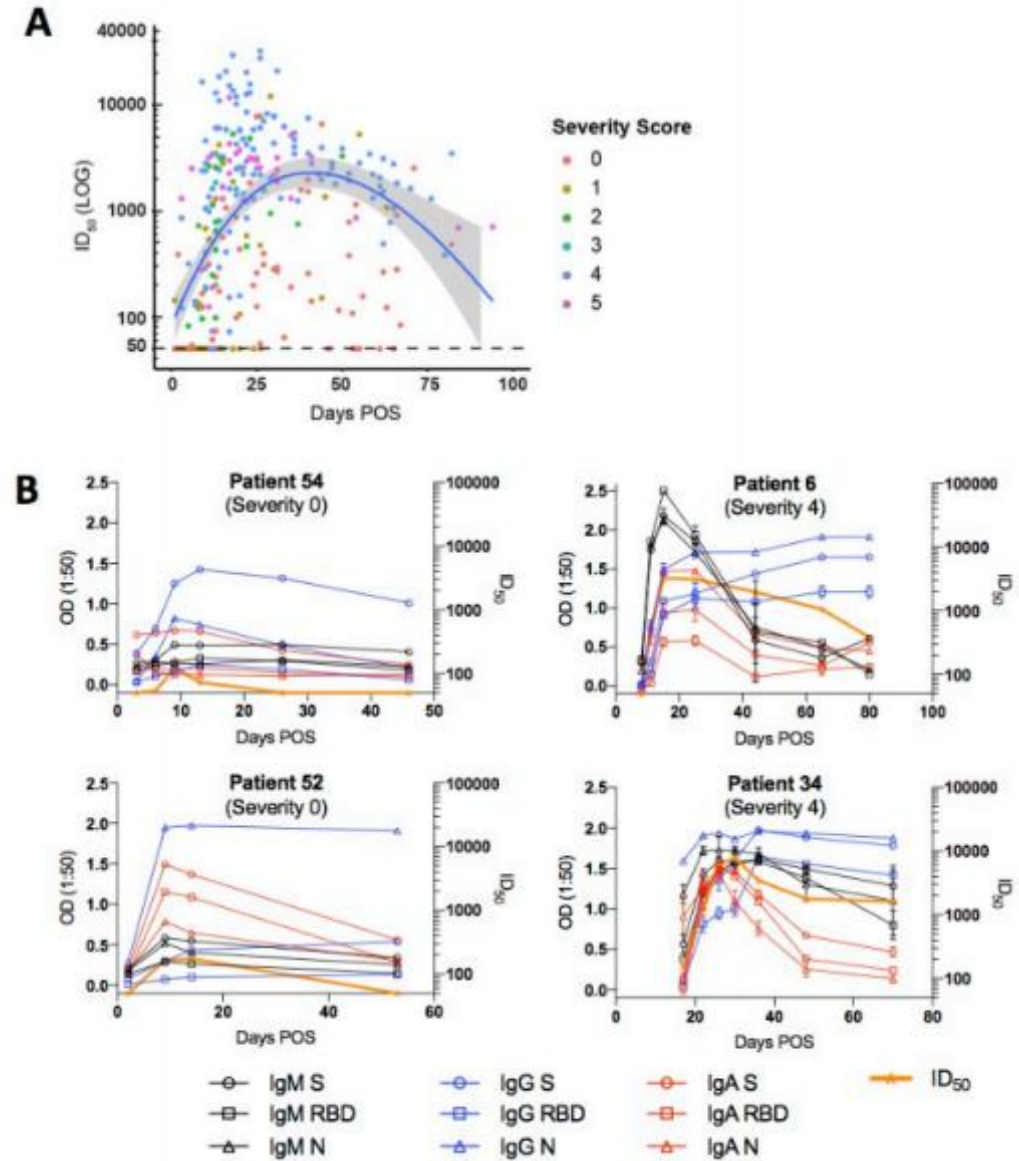 A
40000
10000
1000
100
50
ID50 (LOG)
0 25 50 75 100
Days POS
Severity Score
0
1
2
3
4
5
B
Patient 54
(Severity 0)
2.5
2.0
1.5
1.0
0.5
0.0
OD (1:50)
100000
10000
1000
100
ID50
0 10 20 30 40 50
Days POS
Patient 6
(Severity 4)
2.5
2.0
1.5
1.0
0.5
0.0
OD (1:50)
100000
10000
1000
100
ID50
0 20 40 60 80 100
Days POS
Patient 52
(Severity 0)
2.5
2.0
1.5
1.0
0.5
0.0
OD (1:50)
100000
10000
1000
100
ID50
0 20 40 60
Days POS
Patient 34
(Severity 4)
2.5
2.0
1.5
1.0
0.5
0.0
OD (1:50)
100000
10000
1000
100
ID50
0 20 40 60 80
Days POS
IgM S IgG S IgA S ID50
IgM RBD IgG RBD IgA RBD
IgM N IgG N IgA N